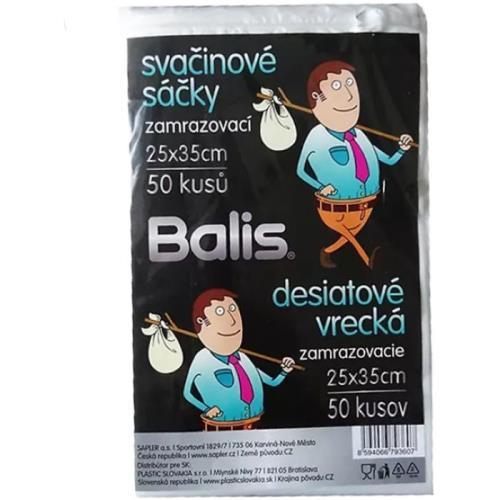 svačinové
sáčky
zamrazovací
25x35cm
50 kusů
Balis®
desiatové
vrecká
zamrazovacie
25x35cm
50 kusov
SAPLER a.s. I Sportovní 1829/7 I 735 06 Karviná-Nové Město
Česká republika I www.sapler.cz I Země původu:CZ
Distribútor pre SK:
PLASTIC SLOVAKIA s.r.o. I Mlynské Nivy 77 I 821 05 Bratislava
Slovenská republika I www.plasticslovakia.sk I Krajina pôvodu:CZ
8 594066 793607